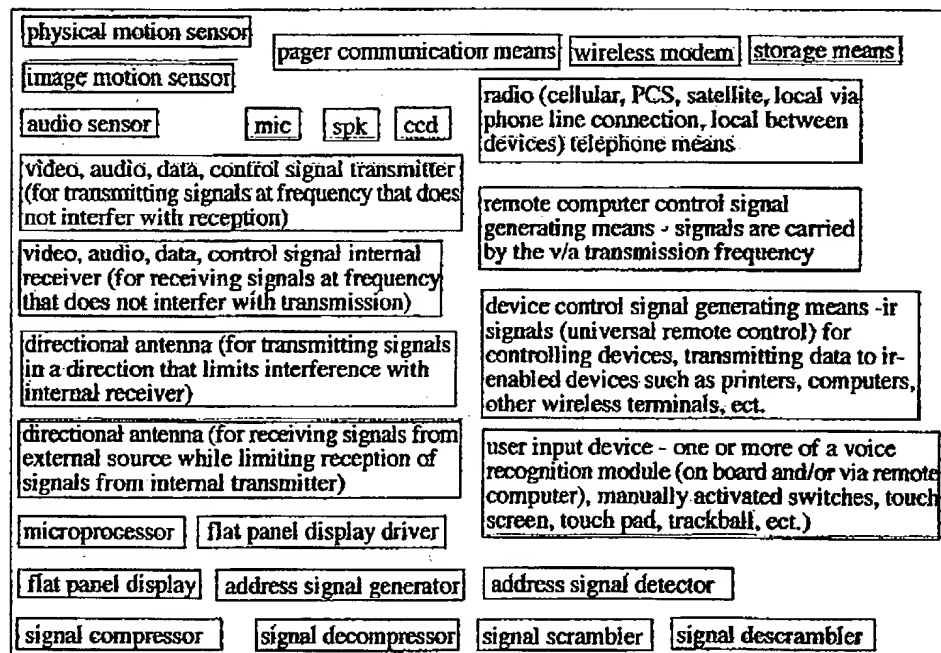 physical motion sensor
pager communication means
wireless modem
storage means
image motion sensor
audio sensor
mic
spk
ccd
radio (cellular, PCS, satellite, local via
phone line connection, local between
devices) telephone means
video, audio, data, control signal transmitter
(for transmitting signals at frequency that does
not interfer with reception)
remote computer control signal
generating means - signals are carried
by the v/a transmission frequency
video, audio, data, control signal internal
receiver (for receiving signals at frequency
that does not interfer with transmission)
device control signal generating means -ir
signals (universal remote control) for
controlling devices, transmitting data to ir-
enabled devices such as printers, computers,
other wireless terminals, ect.
directional antenna (for transmitting signals
in a direction that limits interference with
internal receiver)
directional antenna (for receiving signals from
external source while limiting reception of
signals from internal transmitter)
user input device - one or more of a voice
recognition module (on board and/or via remote
computer), manually activated switches, touch
screen, touch pad, trackball, ect.)
microprocessor
flat panel display driver
flat panel display
address signal generator
address signal detector
signal compressor
signal decompressor
signal scrambler
signal descrambler